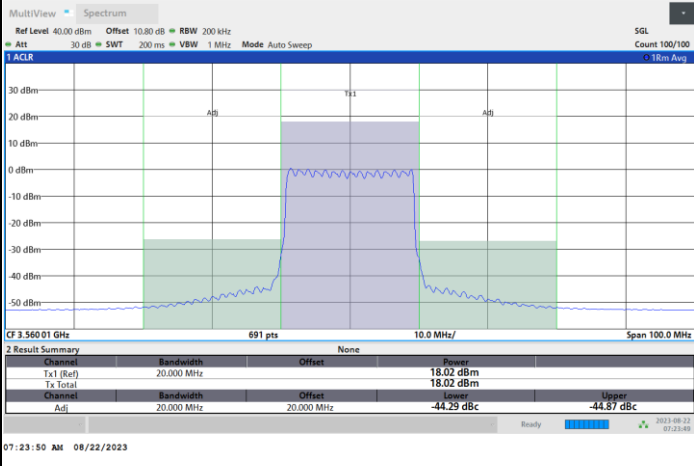 MultiView Spectrum
Ref Level 40.00 dBm Offset 10.80 dB RBW 200 kHz SGL
Att 30 dB SWT 200 ms VBW 1 MHz Mode Auto Sweep Count 100/100
1 ACLR 1Rm Avg
30 dBm
Tx1
20 dBm
Adj Adj
10 dBm
0 dBm
-10 dBm
-20 dBm
-30 dBm
-40 dBm
-50 dBm
CF 3.560 01 GHz 691 pts 10.0 MHz/ Span 100.0 MHz
2 Result Summary None
Channel Bandwidth Offset Power
Tx1 (Ref) 20.000 MHz 18.02 dBm
Tx Total 18.02 dBm
Channel Bandwidth Offset Lower Upper
Adj 20.000 MHz 20.000 MHz -44.29 dBc -44.87 dBc
Ready 2023-08-22
07:23:49
07:23:50 AM 08/22/2023